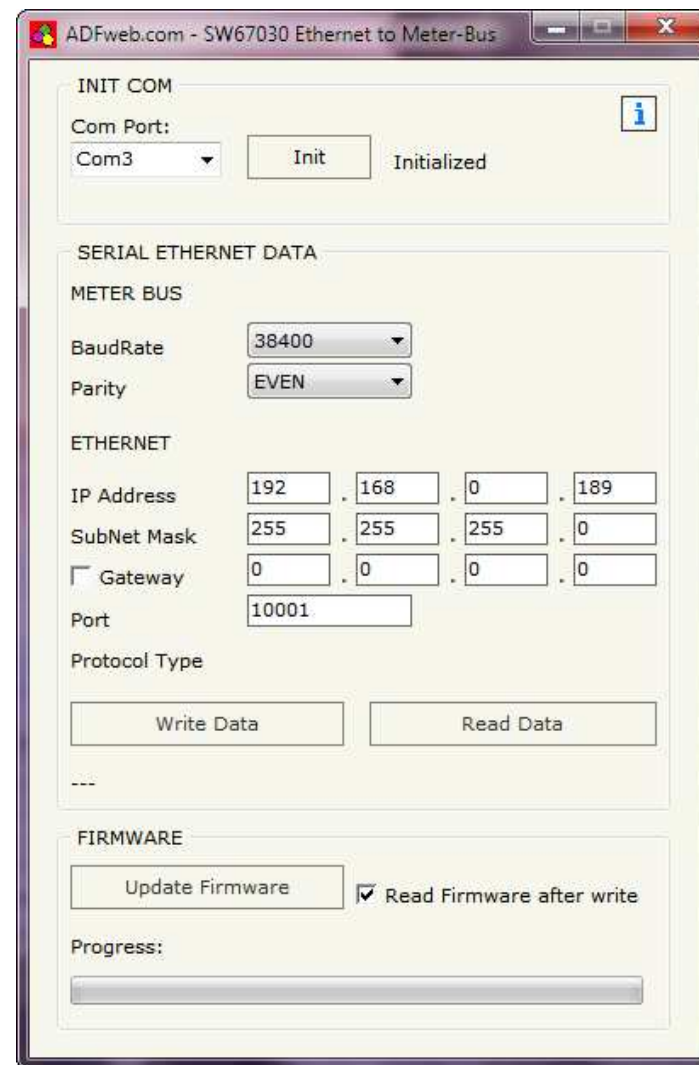 ADFweb.com - SW67030 Ethernet to Meter-Bus
INIT COM
Com Port:
Com3 Init Initialized
SERIAL ETHERNET DATA
METER BUS
BaudRate 38400
Parity EVEN
ETHERNET
IP Address 192 . 168 . 0 . 189
SubNet Mask 255 . 255 . 255 . 0
Gateway 0 . 0 . 0 . 0
Port 10001
Protocol Type
Write Data Read Data
---
FIRMWARE
Update Firmware Read Firmware after write
Progress: